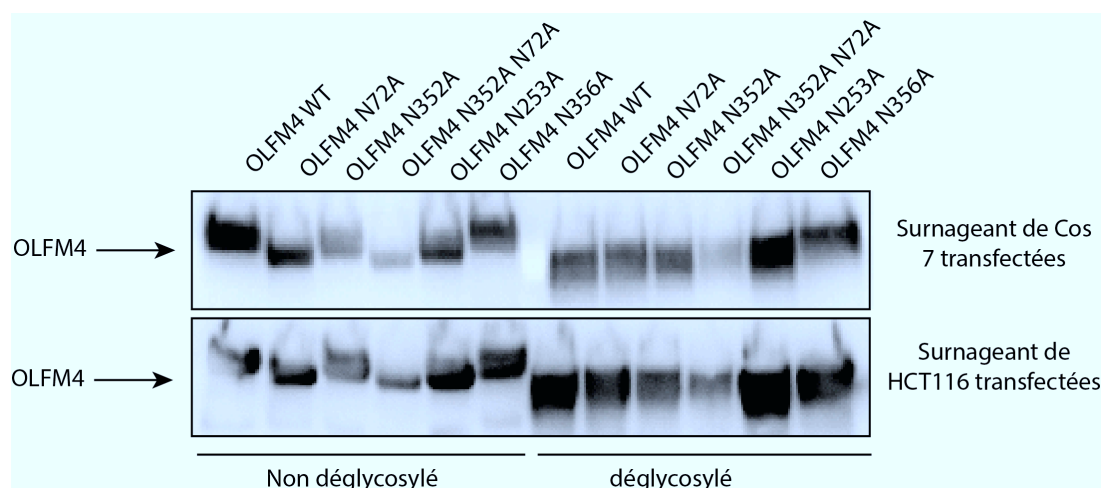 OLFM4 WT
OLFM4 N72A
OLFM4 N352A
OLFM4 N352A N72A
OLFM4 N253A
OLFM4 N356A
OLFM4 WT
OLFM4 N72A
OLFM4 N352A
OLFM4 N352A N72A
OLFM4 N253A
OLFM4 N356A
OLFM4
Surnageant de Cos
7 transfectées
OLFM4
Surnageant de
HCT116 transfectées
Non déglycosylé
déglycosylé